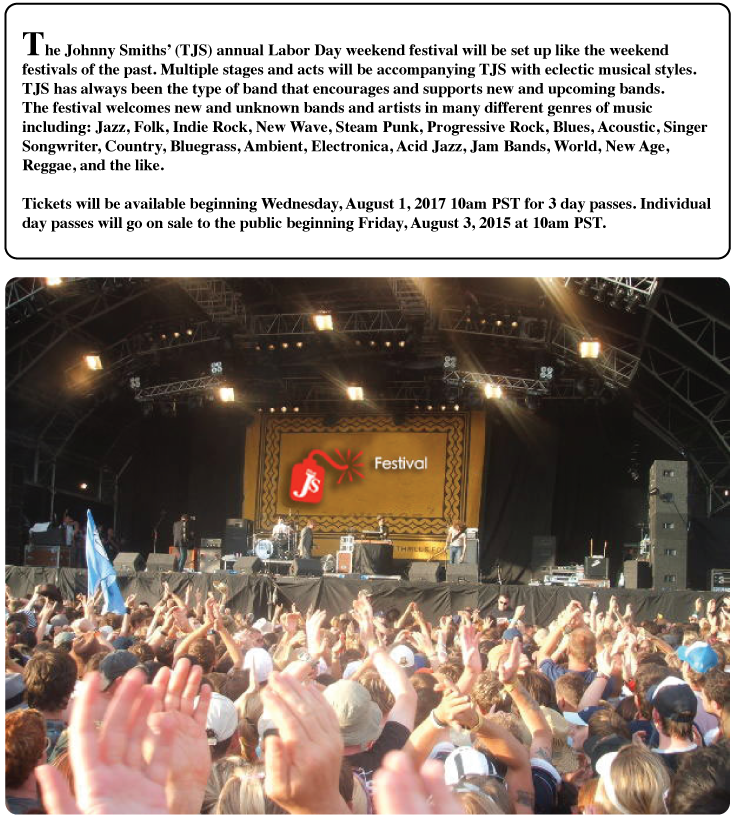 The Johnny Smiths' (TJS) annual Labor Day weekend festival will be set up like the weekend
festivals of the past. Multiple stages and acts will be accompanying TJS with eclectic musical styles.
TJS has always been the type of band that encourages and supports new and upcoming bands.
The festival welcomes new and unknown bands and artists in many different genres of music
including: Jazz, Folk, Indie Rock, New Wave, Steam Punk, Progressive Rock, Blues, Acoustic, Singer
Songwriter, Country, Bluegrass, Ambient, Electronica, Acid Jazz, Jam Bands, World, New Age,
Reggae, and the like.
Tickets will be available beginning Wednesday, August 1, 2017 10am PST for 3 day passes. Individual
day passes will go on sale to the public beginning Friday, August 3, 2015 at 10am PST.
JS Festival